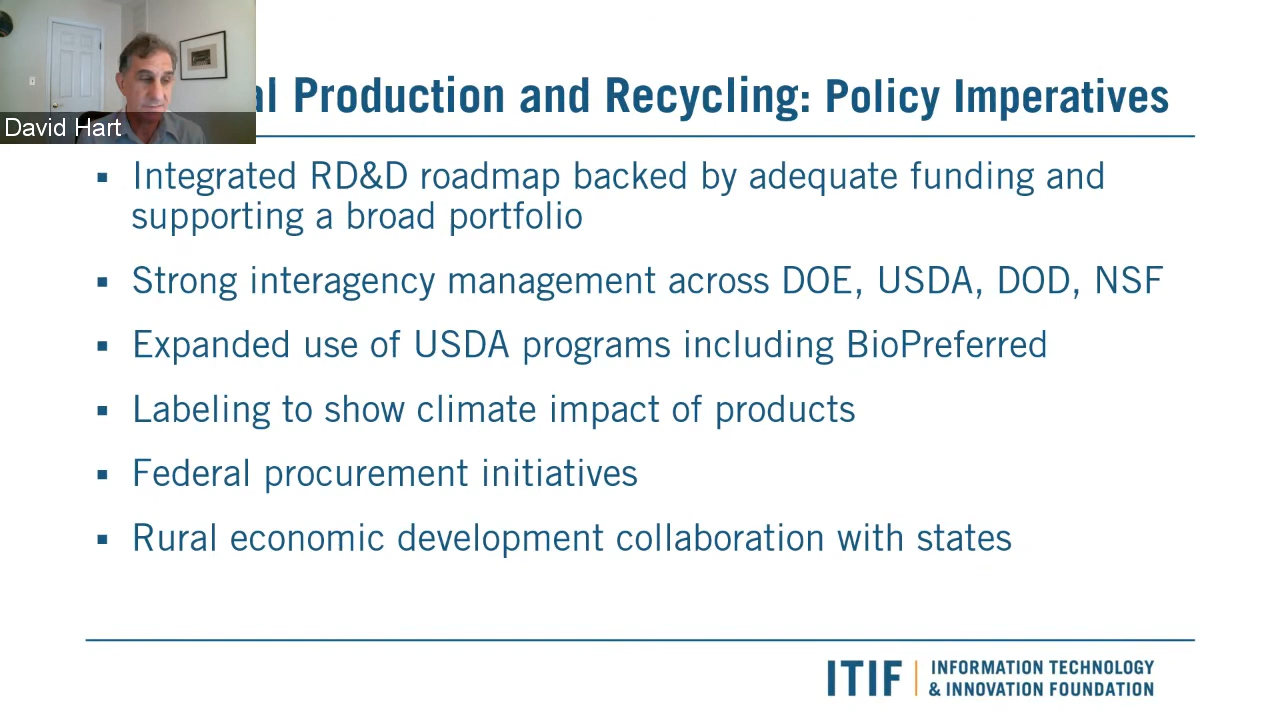 Production and Recycling: Policy Imperatives
David Hart
▪ Integrated RD&D roadmap backed by adequate funding and
supporting a broad portfolio
▪ Strong interagency management across DOE, USDA, DOD, NSF
▪ Expanded use of USDA programs including BioPreferred
▪ Labeling to show climate impact of products
▪ Federal procurement initiatives
▪ Rural economic development collaboration with states
ITIF | INFORMATION TECHNOLOGY
& INNOVATION FOUNDATION